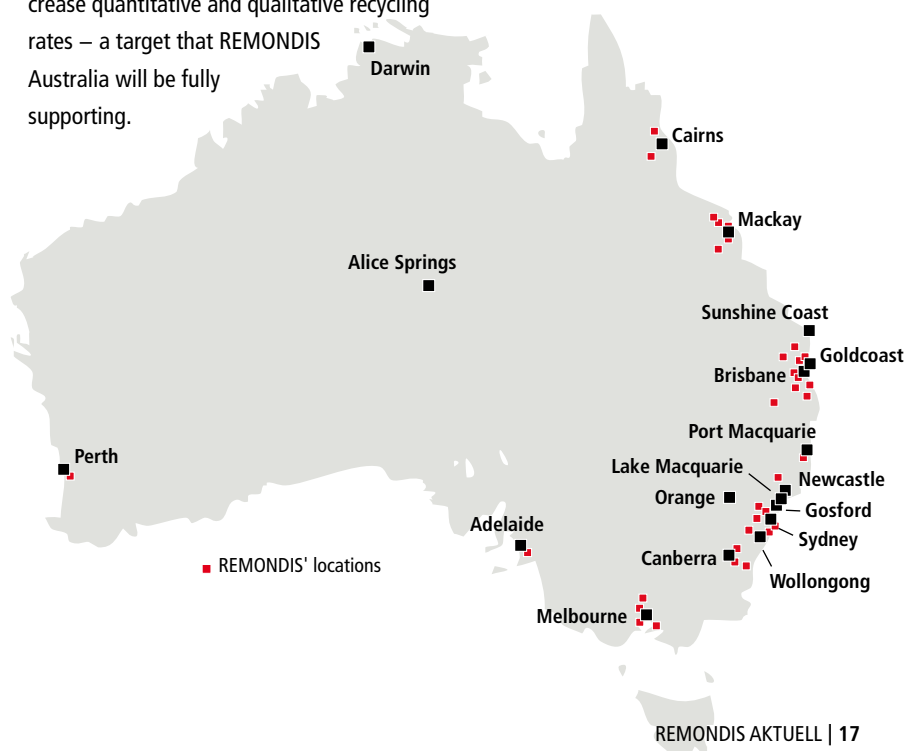 crease quantitative and qualitative recycling
rates – a target that REMONDIS
Australia will be fully
supporting.
Darwin
Cairns
Mackay
Alice Springs
Sunshine Coast
Goldcoast
Brisbane
Port Macquarie
Perth
Lake Macquarie
Newcastle
Orange
Gosford
Adelaide
Sydney
Canberra
REMONDIS' locations
Wollongong
Melbourne
REMONDIS AKTUELL | 17